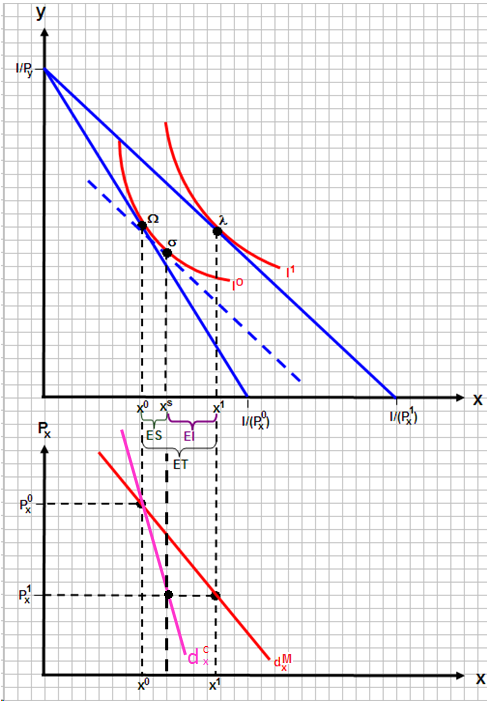 y
I/Py
Ω
σ
λ
I⁰
I¹
x⁰ xˢ x¹ I/(Pₓ⁰) I/(Pₓ¹) x
ES EI
ET
Pₓ
Pₓ⁰
Pₓ¹
dₓᶜ dₓᴹ
x⁰ x¹ x